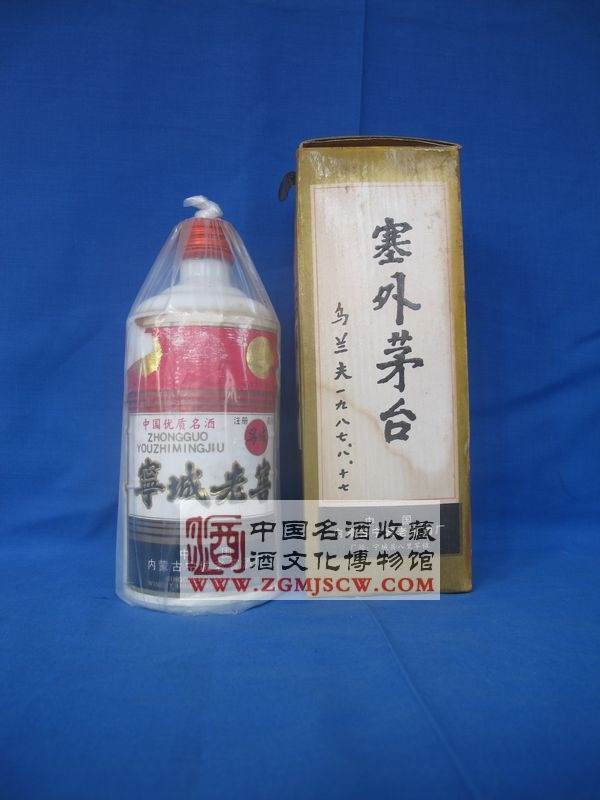 中国优质名酒
注册
ZHONGGUO
YOUZHIMINGJIU
寧城老窖
内蒙古
塞外茅台
乌兰夫一九八七.八.十七
中国
中国名酒收藏
酒文化博物馆
WWW.ZGMJSCW.COM